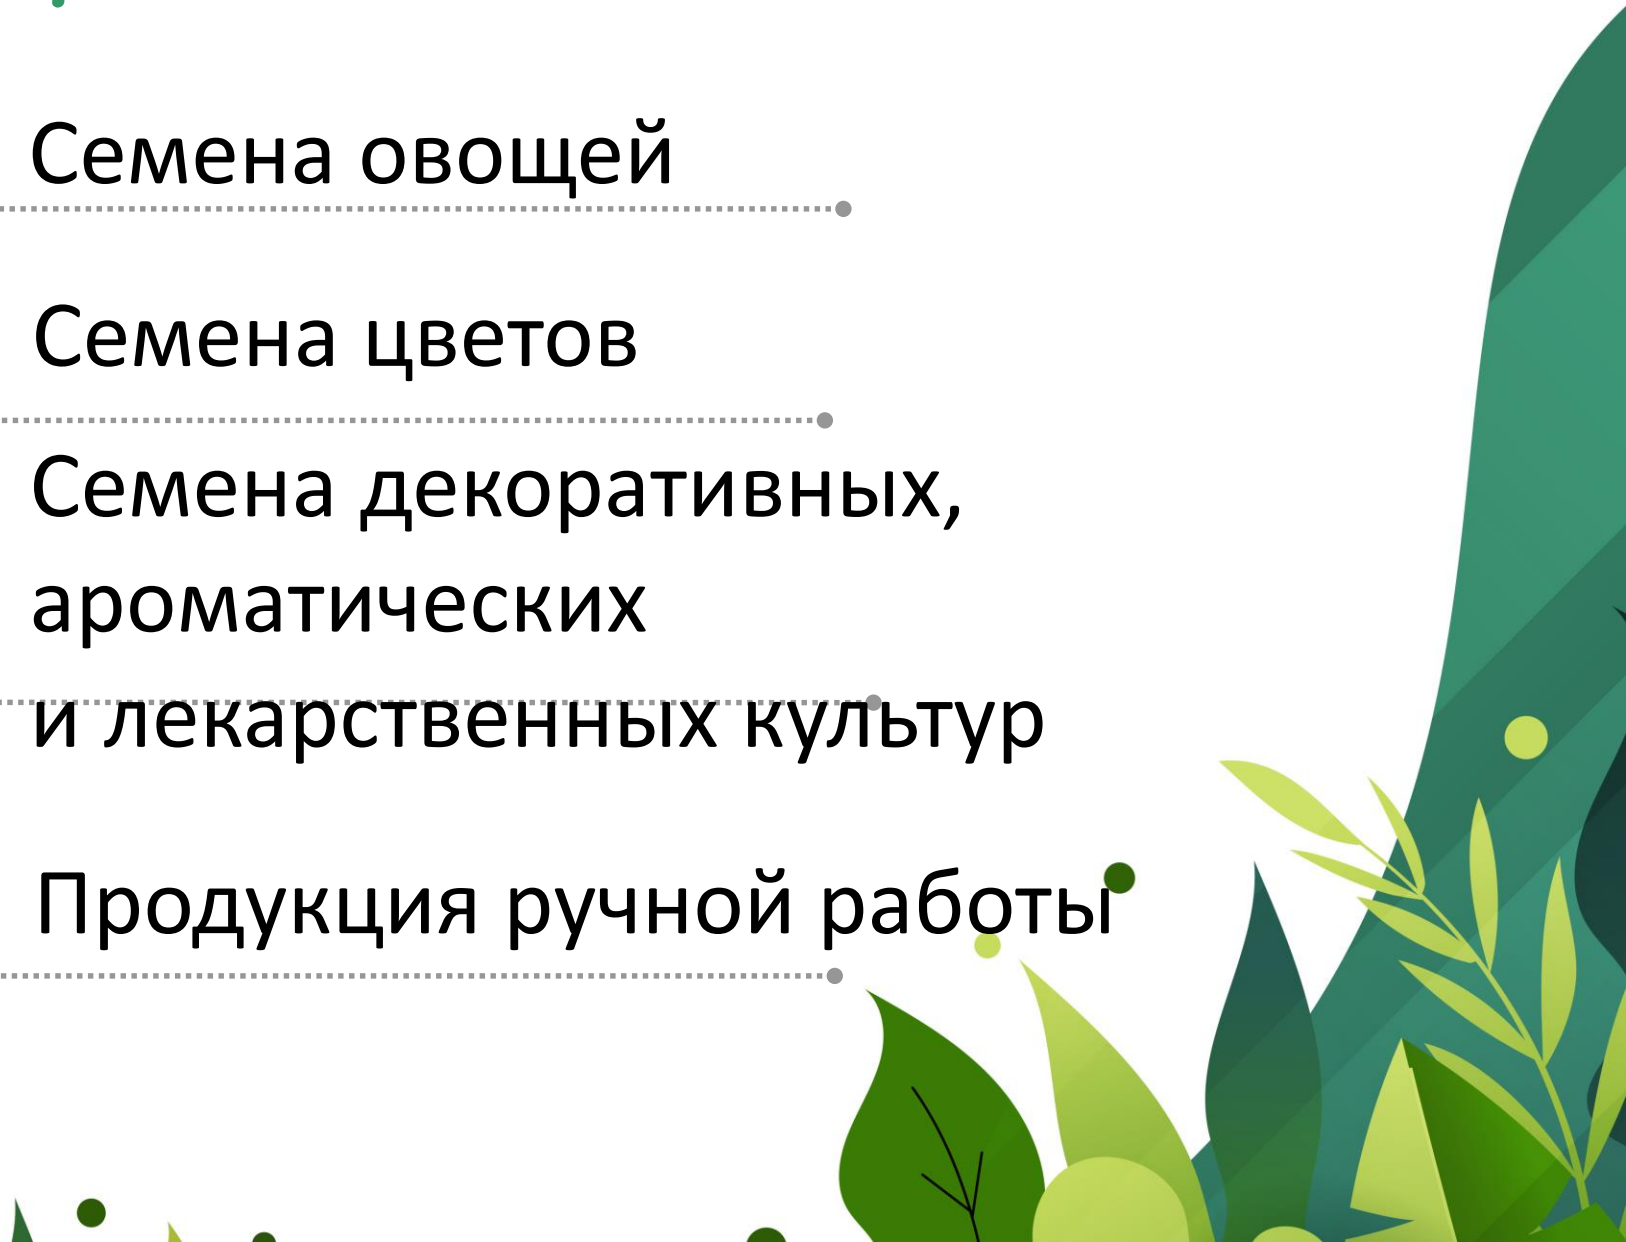 Семена овощей
Семена цветов
Семена декоративных,
ароматических
и лекарственных культур
Продукция ручной работы